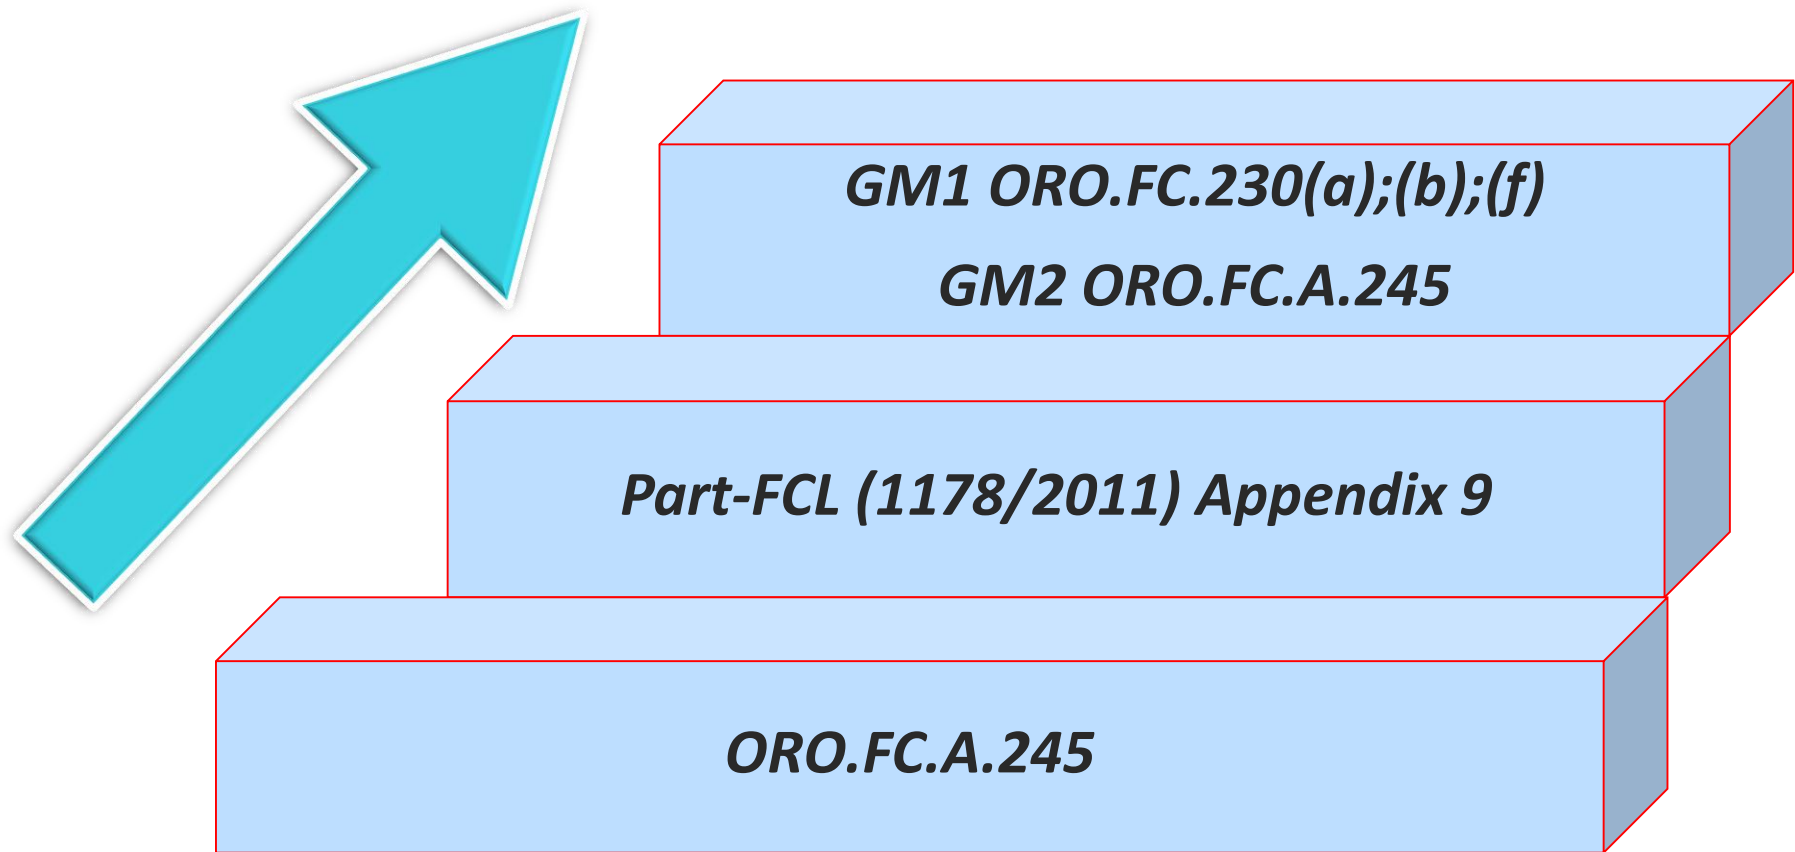 GM1 ORO.FC.230(a);(b);(f)
GM2 ORO.FC.A.245
Part-FCL (1178/2011) Appendix 9
ORO.FC.A.245